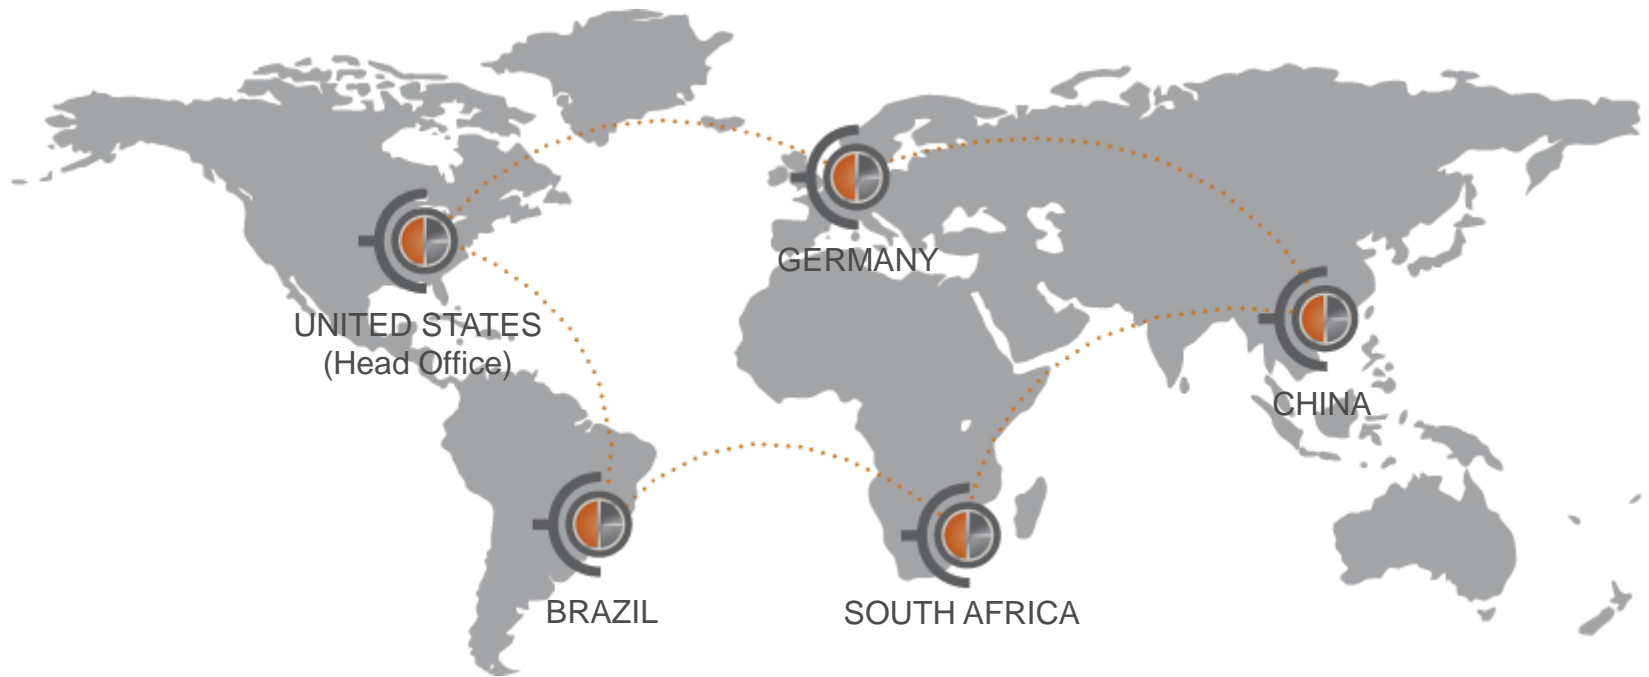 GERMANY
UNITED STATES
(Head Office)
CHINA
BRAZIL
SOUTH AFRICA